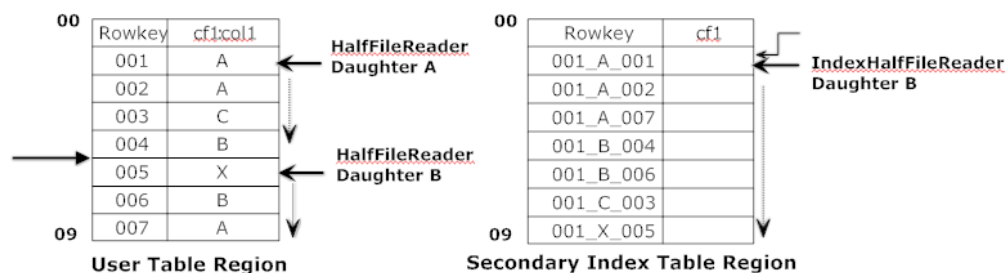 00
Rowkey cf1:col1
001 A
002 A
003 C
004 B
005 X
006 B
007 A
09
User Table Region
HalfFileReader
Daughter A
HalfFileReader
Daughter B
00
Rowkey cf1
001_A_001
001_A_002
001_A_007
001_B_004
001_B_006
001_C_003
001_X_005
09
Secondary Index Table Region
IndexHalfFileReader
Daughter B